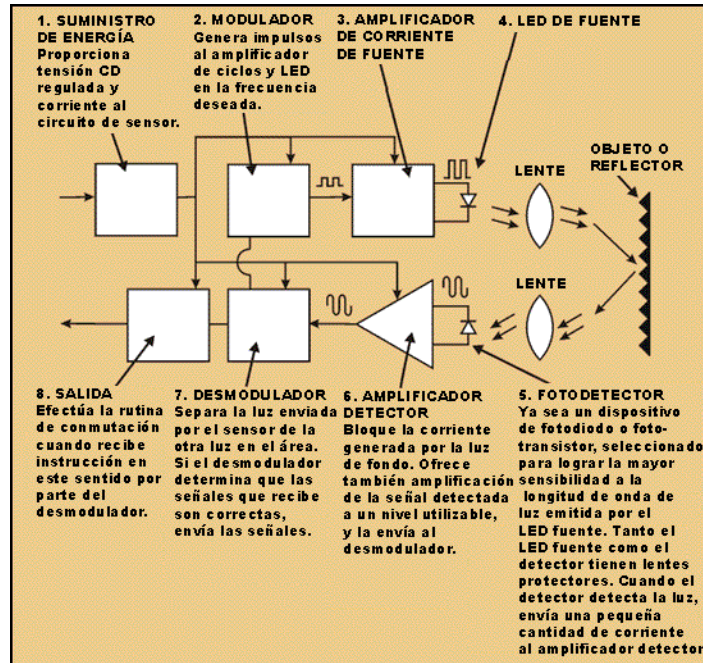 1. SUMINISTRO
DE ENERGÍA
Proporciona
tensión CD
regulada y
corriente al
circuito de sensor.
2. MODULADOR
Genera impulsos
al amplificador
de ciclos y LED
en la frecuencia
deseada.
3. AMPLIFICADOR
DE CORRIENTE
DE FUENTE
4. LED DE FUENTE
OBJETO O
REFLECTOR
LENTE
LENTE
8. SALIDA
Efectúa la rutina
de conmutación
cuando recibe
instrucción en
este sentido por
parte del
desmodulador.
7. DESMODULADOR
Separa la luz enviada
por el sensor de la
otra luz en el área.
Si el desmodulador
determina que las
señales que recibe
son correctas,
envía las señales.
6. AMPLIFICADOR
DETECTOR
Bloque la corriente
generada por la luz
de fondo. Ofrece
también amplificación
de la señal detectada
a un nivel utilizable,
y la envía al
desmodulador.
5. FOTODETECTOR
Ya sea un dispositivo
de fotodiodo o foto-
transistor, seleccionado
para lograr la mayor
sensibilidad a la
longitud de onda de
luz emitida por el
LED fuente. Tanto el
LED fuente como el
detector tienen lentes
protectores. Cuando el
detector detecta la luz,
envía una pequeña
cantidad de corriente
al amplificador detector